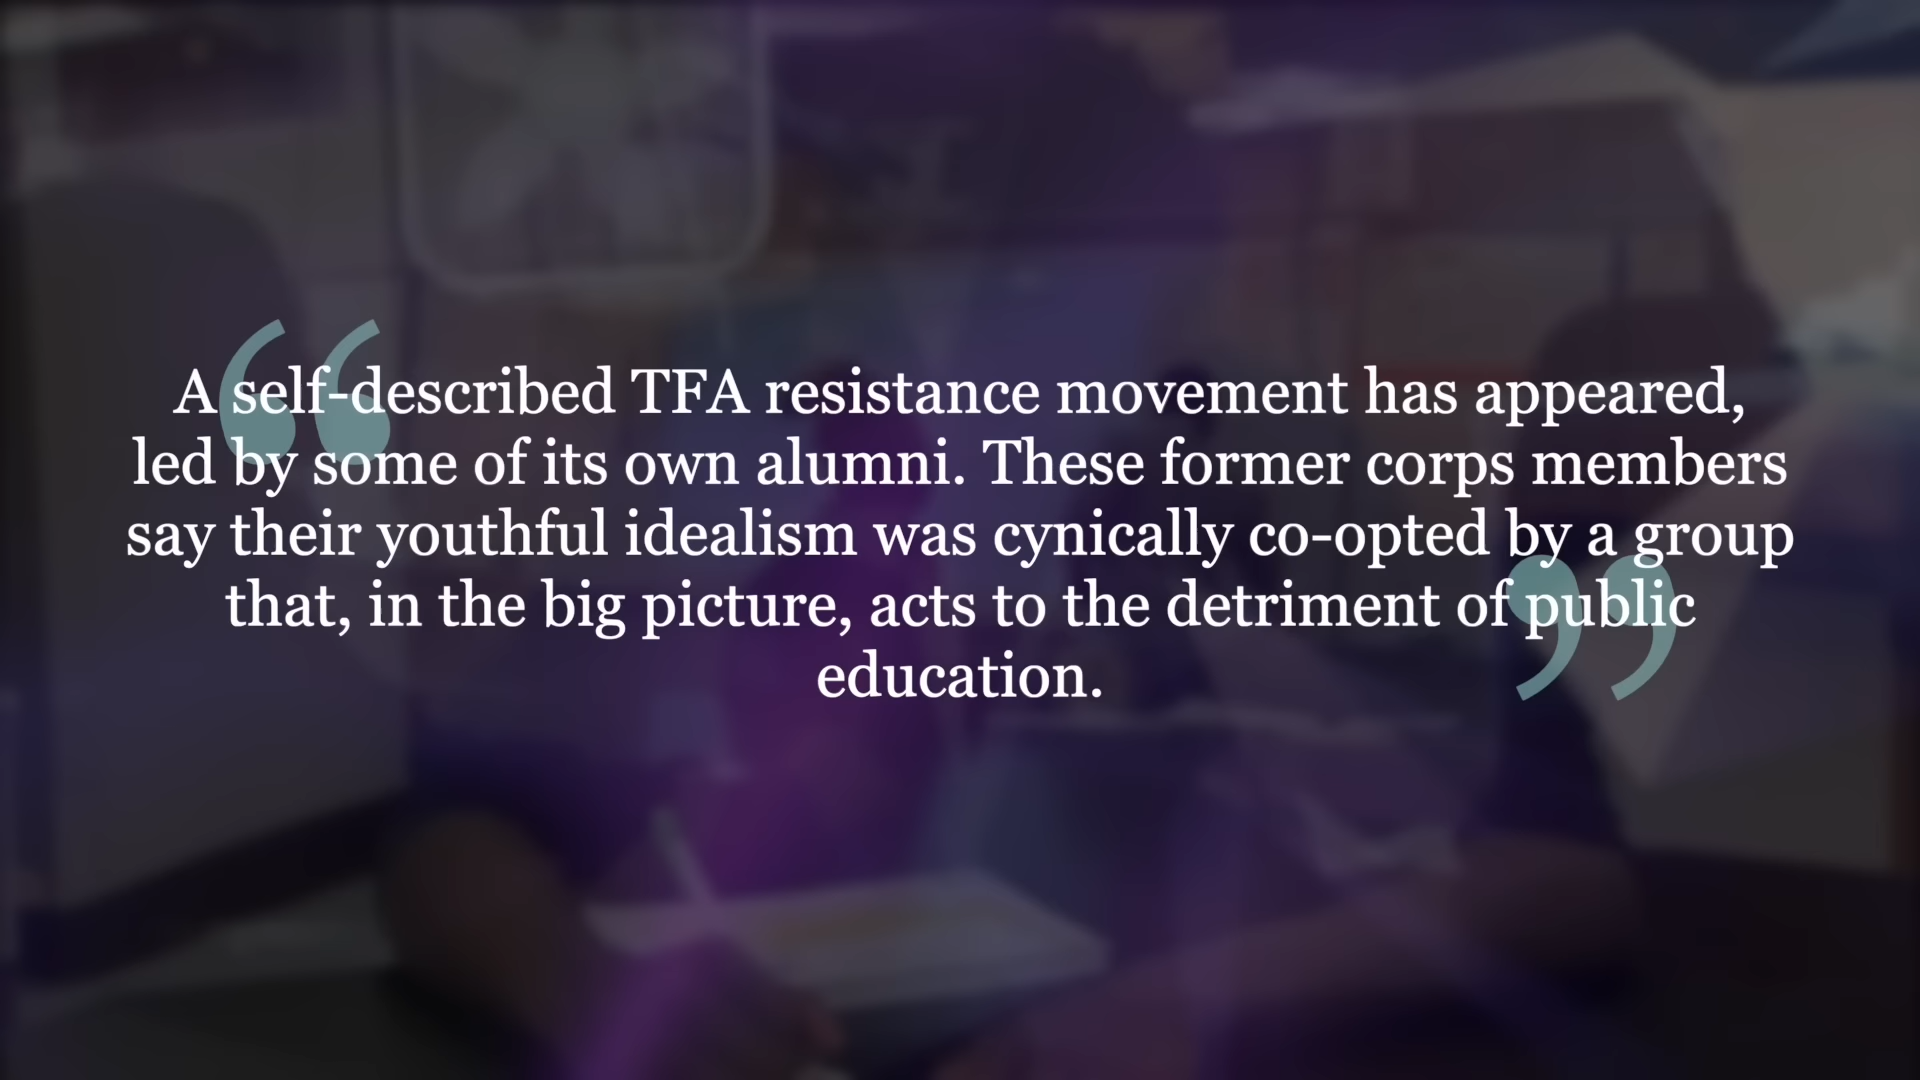 A self-described TFA resistance movement has appeared,
led by some of its own alumni. These former corps members
say their youthful idealism was cynically co-opted by a group
that, in the big picture, acts to the detriment of public
education.